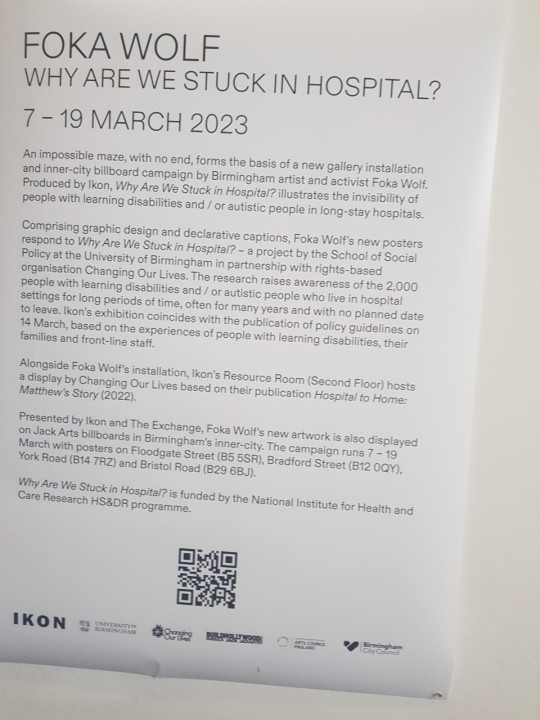 FOKA WOLF
WHY ARE WE STUCK IN HOSPITAL?
7 – 19 MARCH 2023
An impossible maze, with no end, forms the basis of a new gallery installation
and inner-city billboard campaign by Birmingham artist and activist Foka Wolf.
Produced by Ikon, Why Are We Stuck in Hospital? illustrates the invisibility of
people with learning disabilities and / or autistic people in long-stay hospitals.
Comprising graphic design and declarative captions, Foka Wolf's new posters
respond to Why Are We Stuck in Hospital? – a project by the School of Social
Policy at the University of Birmingham in partnership with rights-based
organisation Changing Our Lives. The research raises awareness of the 2,000
people with learning disabilities and / or autistic people who live in hospital
settings for long periods of time, often for many years and with no planned date
to leave. Ikon's exhibition coincides with the publication of policy guidelines on
14 March, based on the experiences of people with learning disabilities, their
families and front-line staff.
Alongside Foka Wolf's installation, Ikon's Resource Room (Second Floor) hosts
a display by Changing Our Lives based on their publication Hospital to Home:
Matthew's Story (2022).
Presented by Ikon and The Exchange, Foka Wolf's new artwork is also displayed
on Jack Arts billboards in Birmingham's inner-city. The campaign runs 7 – 19
March with posters on Floodgate Street (B5 5SR), Bradford Street (B12 0QY),
York Road (B14 7RZ) and Bristol Road (B29 6BJ).
Why Are We Stuck in Hospital? is funded by the National Institute for Health and
Care Research HS&DR programme.
IKON
UNIVERSITY OF
BIRMINGHAM
Changing
Our Lives
BUILDHOLLYWOOD
ARTS COUNCIL
ENGLAND
Birmingham
City Council